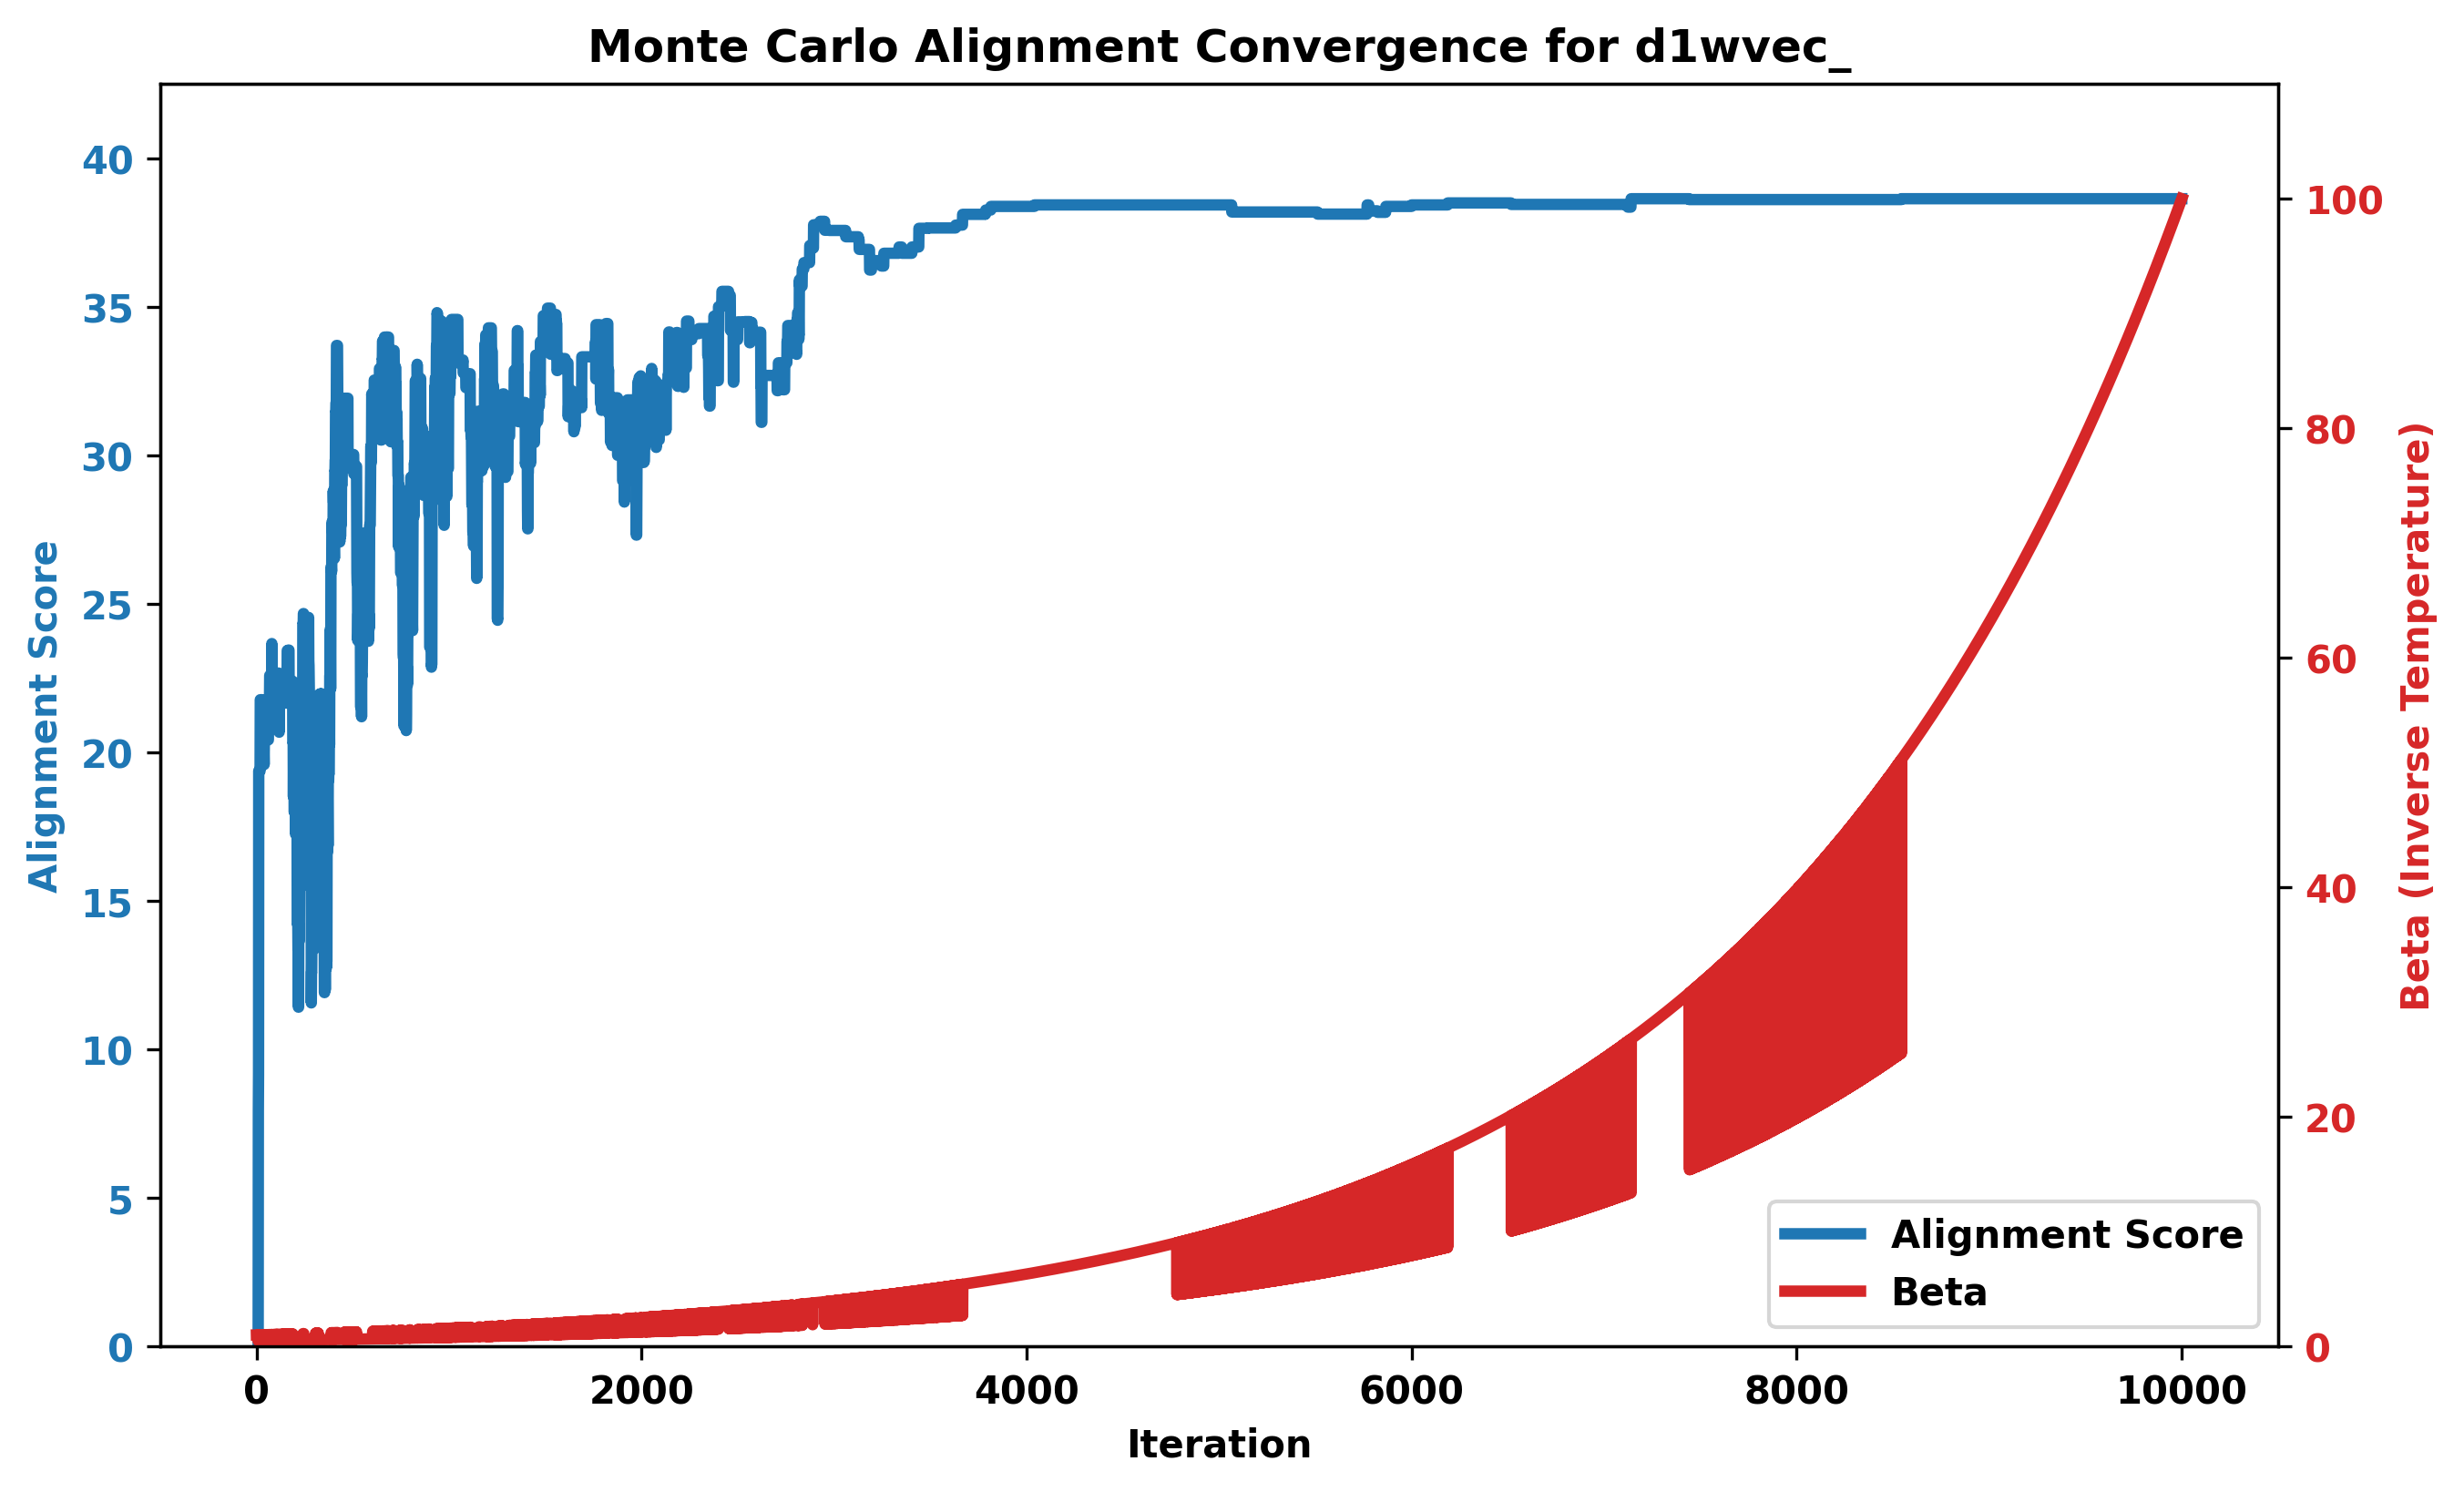 Monte Carlo Alignment Convergence for d1wvec_
Alignment Score
40
35
30
25
20
15
10
5
0
100
80
60
40
20
0
Beta (Inverse Temperature)
Alignment Score
Beta
0 2000 4000 6000 8000 10000
Iteration